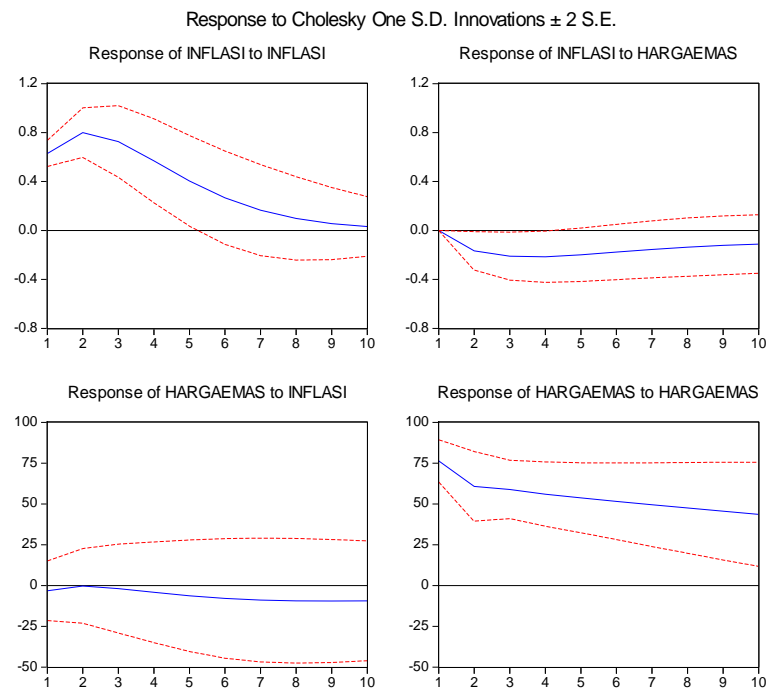 Response to Cholesky One S.D. Innovations ± 2 S.E.
Response of INFLASI to INFLASI
1.2
0.8
0.4
0.0
-0.4
-0.8
1 2 3 4 5 6 7 8 9 10
Response of INFLASI to HARGAEMAS
1.2
0.8
0.4
0.0
-0.4
-0.8
1 2 3 4 5 6 7 8 9 10
Response of HARGAEMAS to INFLASI
100
75
50
25
0
-25
-50
1 2 3 4 5 6 7 8 9 10
Response of HARGAEMAS to HARGAEMAS
100
75
50
25
0
-25
-50
1 2 3 4 5 6 7 8 9 10